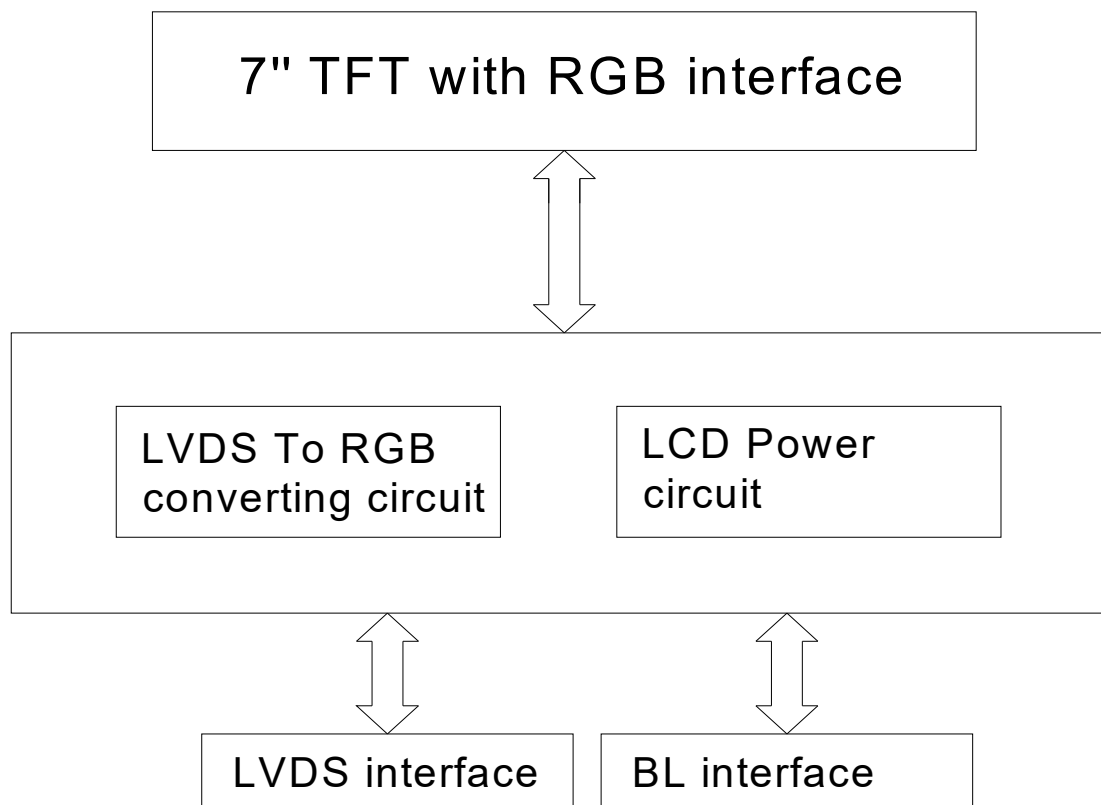 7" TFT with RGB interface
LVDS To RGB
converting circuit
LCD Power
circuit
LVDS interface
BL interface